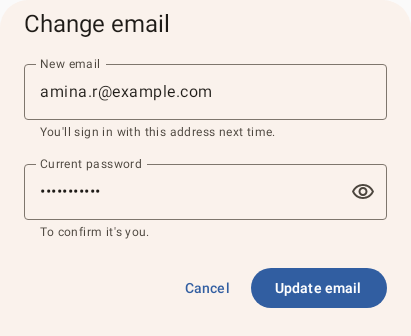 Change email
New email
amina.r@example.com
You'll sign in with this address next time.
Current password
•••••••••••
To confirm it's you.
Cancel
Update email